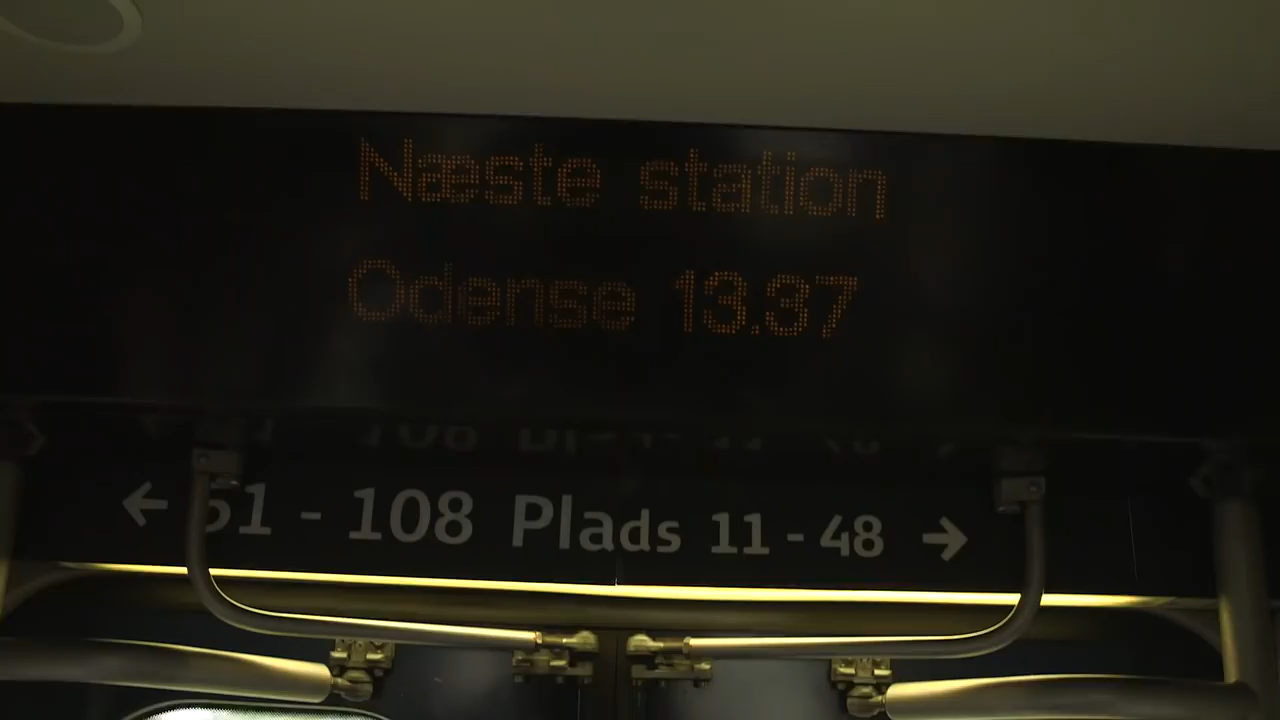 Næste station
Odense 13.37
← 51 - 108 Plads 11 - 48 →